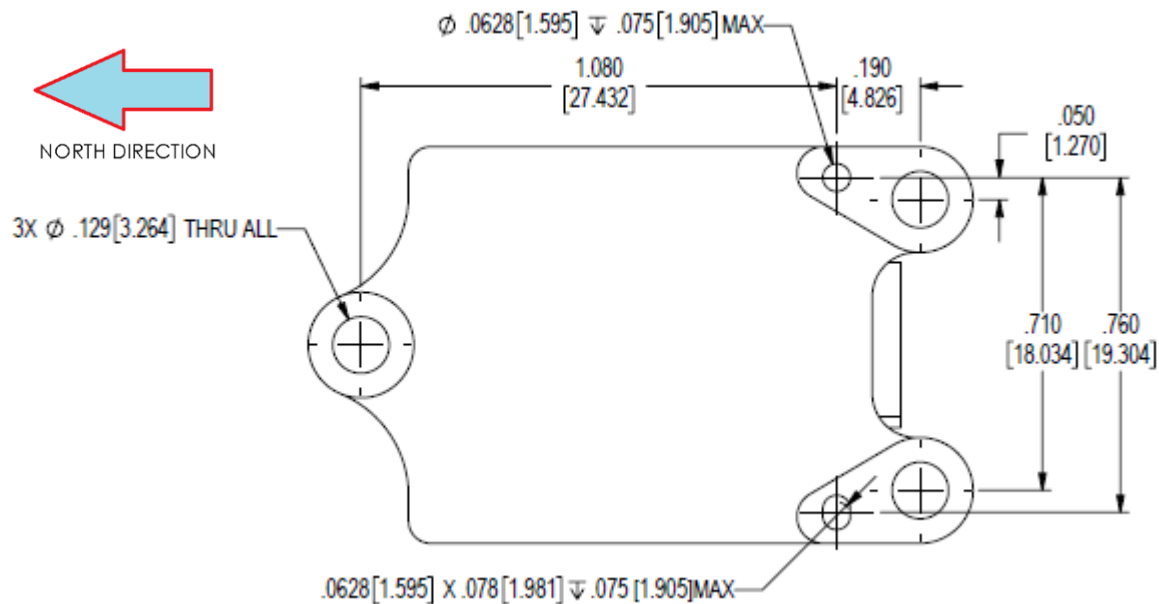 Ø .0628[1.595] ↧ .075[1.905] MAX
1.080
[27.432]
.190
[4.826]
.050
[1.270]
NORTH DIRECTION
3X Ø .129[3.264] THRU ALL
.710
[18.034]
.760
[19.304]
.0628[1.595] X .078[1.981] ↧ .075 [1.905]MAX